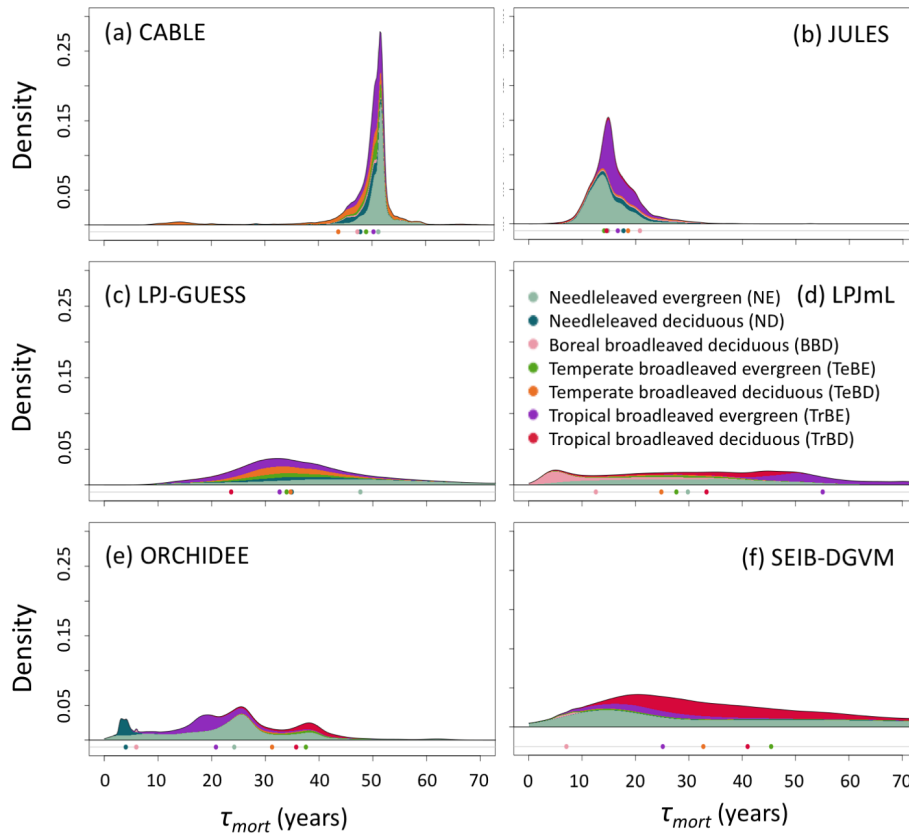 (a) CABLE
(b) JULES
Density
0.05 0.15 0.25
(c) LPJ-GUESS
(d) LPJmL
Needleleaved evergreen (NE)
Needleleaved deciduous (ND)
Boreal broadleaved deciduous (BBD)
Temperate broadleaved evergreen (TeBE)
Temperate broadleaved deciduous (TeBD)
Tropical broadleaved evergreen (TrBE)
Tropical broadleaved deciduous (TrBD)
Density
0.05 0.15 0.25
(e) ORCHIDEE
(f) SEIB-DGVM
Density
0.05 0.15 0.25
0 10 20 30 40 50 60 70
0 10 20 30 40 50 60 70
τmort (years)
τmort (years)